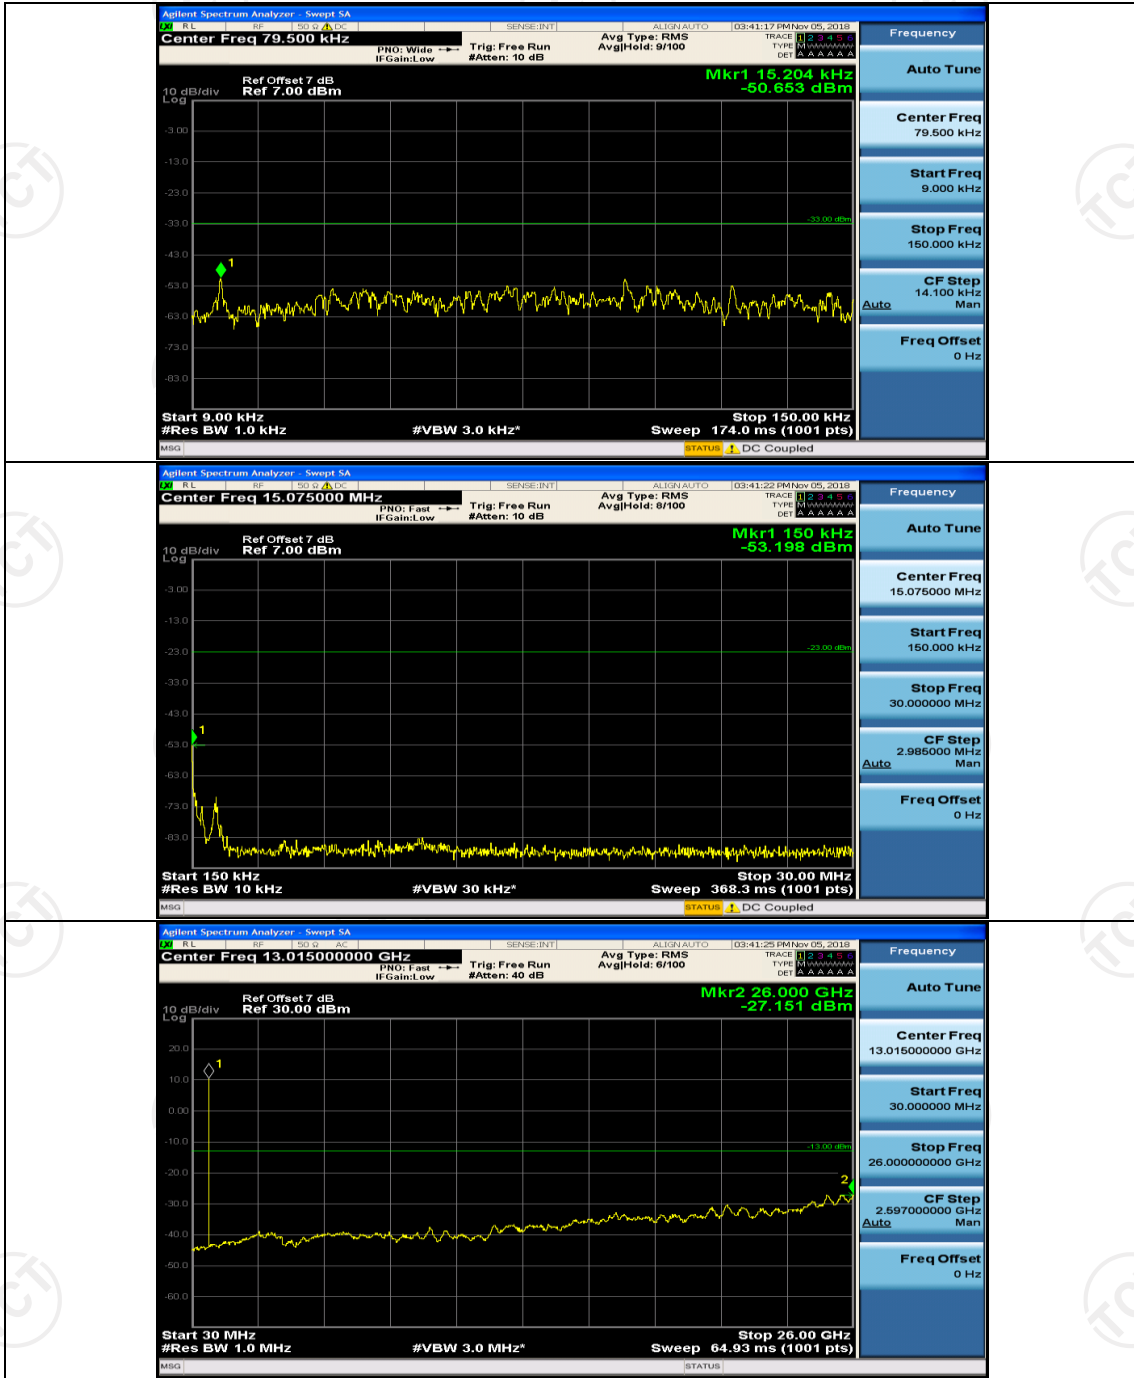 Agilent Spectrum Analyzer - Swept SA
LXI RL RF 50 Ω DC SENSE:INT ALIGN AUTO 03:41:17 PM Nov 05, 2018
Center Freq 79.500 kHz
PNO: Wide
IFGain:Low
Trig: Free Run
#Atten: 10 dB
Avg Type: RMS
Avg|Hold: 9/100
TRACE 1 2 3 4 5 6
TYPE M W W W W W
DET A A A A A A
Ref Offset 7 dB
10 dB/div Ref 7.00 dBm
Log
Mkr1 15.204 kHz
-50.653 dBm
-3.00
-13.0
-23.0
-33.0
-33.00 dBm
-43.0
1
-53.0
-63.0
-73.0
-83.0
Start 9.00 kHz Stop 150.00 kHz
#Res BW 1.0 kHz #VBW 3.0 kHz* Sweep 174.0 ms (1001 pts)
MSG STATUS DC Coupled
Frequency
Auto Tune
Center Freq
79.500 kHz
Start Freq
9.000 kHz
Stop Freq
150.000 kHz
CF Step
14.100 kHz
Auto Man
Freq Offset
0 Hz
Agilent Spectrum Analyzer - Swept SA
LXI RL RF 50 Ω DC SENSE:INT ALIGN AUTO 03:41:22 PM Nov 05, 2018
Center Freq 15.075000 MHz
PNO: Fast
IFGain:Low
Trig: Free Run
#Atten: 10 dB
Avg Type: RMS
Avg|Hold: 8/100
TRACE 1 2 3 4 5 6
TYPE M W W W W W
DET A A A A A A
Ref Offset 7 dB
10 dB/div Ref 7.00 dBm
Log
Mkr1 150 kHz
-53.198 dBm
-3.00
-13.0
-23.0
-23.00 dBm
-33.0
-43.0
1
-53.0
-63.0
-73.0
-83.0
Start 150 kHz Stop 30.00 MHz
#Res BW 10 kHz #VBW 30 kHz* Sweep 368.3 ms (1001 pts)
MSG STATUS DC Coupled
Frequency
Auto Tune
Center Freq
15.075000 MHz
Start Freq
150.000 kHz
Stop Freq
30.000000 MHz
CF Step
2.985000 MHz
Auto Man
Freq Offset
0 Hz
Agilent Spectrum Analyzer - Swept SA
LXI RL RF 50 Ω AC SENSE:INT ALIGN AUTO 03:41:25 PM Nov 05, 2018
Center Freq 13.015000000 GHz
PNO: Fast
IFGain:Low
Trig: Free Run
#Atten: 40 dB
Avg Type: RMS
Avg|Hold: 6/100
TRACE 1 2 3 4 5 6
TYPE M W W W W W
DET A A A A A A
Ref Offset 7 dB
10 dB/div Ref 30.00 dBm
Log
Mkr2 26.000 GHz
-27.151 dBm
20.0
1
10.0
0.00
-10.0
-13.00 dBm
-20.0
2
-30.0
-40.0
-50.0
-60.0
Start 30 MHz Stop 26.00 GHz
#Res BW 1.0 MHz #VBW 3.0 MHz* Sweep 64.93 ms (1001 pts)
MSG STATUS
Frequency
Auto Tune
Center Freq
13.015000000 GHz
Start Freq
30.000000 MHz
Stop Freq
26.000000000 GHz
CF Step
2.597000000 GHz
Auto Man
Freq Offset
0 Hz